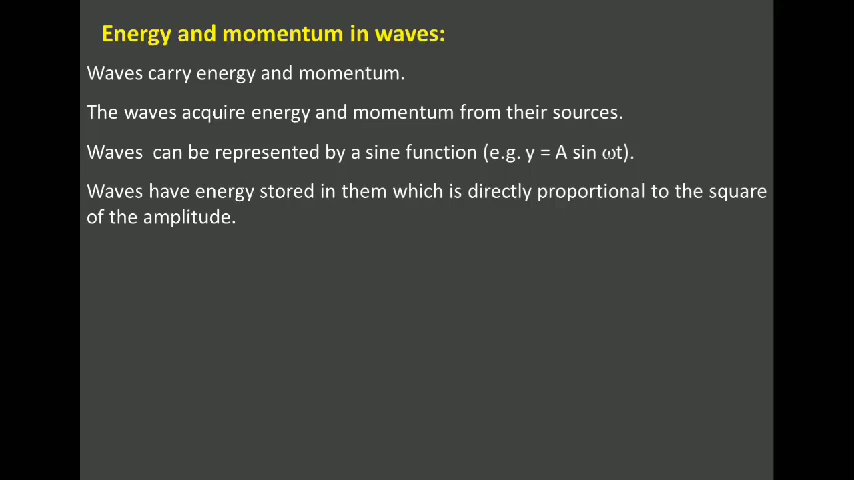 Energy and momentum in waves:
Waves carry energy and momentum.
The waves acquire energy and momentum from their sources.
Waves  can be represented by a sine function (e.g. y = A sin ωt).
Waves have energy stored in them which is directly proportional to the square
of the amplitude.